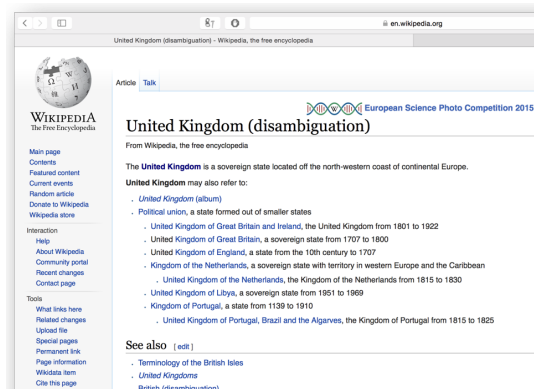 en.wikipedia.org
United Kingdom (disambiguation) - Wikipedia, the free encyclopedia
WIKIPEDIA
The Free Encyclopedia
Main page
Contents
Featured content
Current events
Random article
Donate to Wikipedia
Wikipedia store
Interaction
Help
About Wikipedia
Community portal
Recent changes
Contact page
Tools
What links here
Related changes
Upload file
Special pages
Permanent link
Page information
Wikidata item
Cite this page
Article Talk
European Science Photo Competition 2015
United Kingdom (disambiguation)
From Wikipedia, the free encyclopedia
The United Kingdom is a sovereign state located off the north-western coast of continental Europe.
United Kingdom may also refer to:
United Kingdom (album)
Political union, a state formed out of smaller states
United Kingdom of Great Britain and Ireland, the United Kingdom from 1801 to 1922
United Kingdom of Great Britain, a sovereign state from 1707 to 1800
United Kingdom of England, a state from the 10th century to 1707
Kingdom of the Netherlands, a sovereign state with territory in western Europe and the Caribbean
United Kingdom of the Netherlands, the Kingdom of the Netherlands from 1815 to 1830
United Kingdom of Libya, a sovereign state from 1951 to 1969
Kingdom of Portugal, a state from 1139 to 1910
United Kingdom of Portugal, Brazil and the Algarves, the Kingdom of Portugal from 1815 to 1825
See also [edit]
Terminology of the British Isles
United Kingdoms
British (disambiguation)